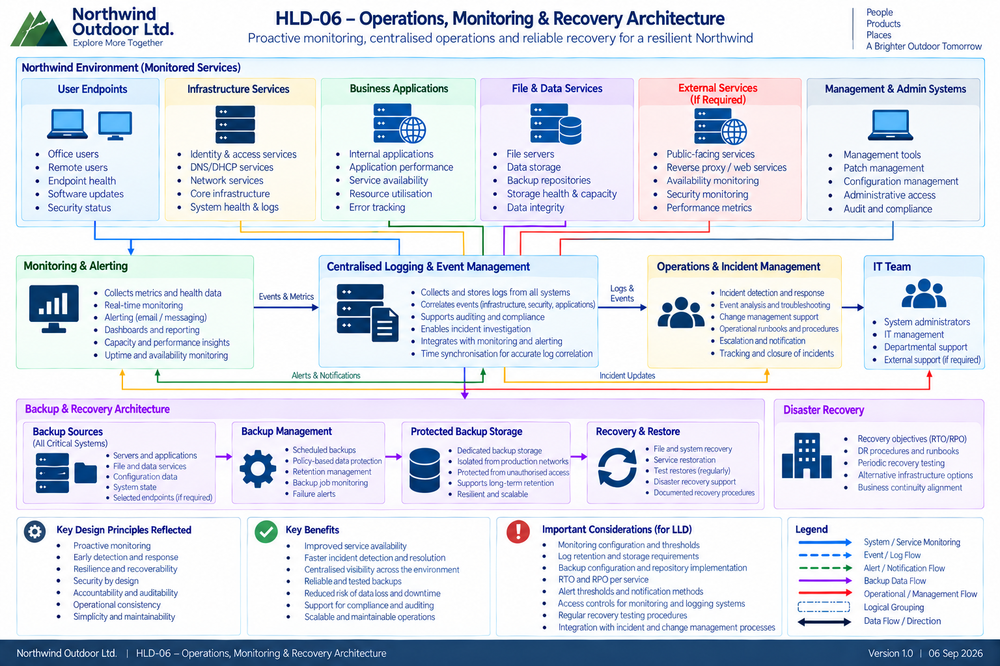 Northwind
Outdoor Ltd.
Explore More Together
HLD-06 – Operations, Monitoring & Recovery Architecture
Proactive monitoring, centralised operations and reliable recovery for a resilient Northwind
People
Products
Places
A Brighter Outdoor Tomorrow
Northwind Environment (Monitored Services)
User Endpoints
• Office users
• Remote users
• Endpoint health
• Software updates
• Security status
Infrastructure Services
• Identity & access services
• DNS/DHCP services
• Network services
• Core infrastructure
• System health & logs
Business Applications
• Internal applications
• Application performance
• Service availability
• Resource utilisation
• Error tracking
File & Data Services
• File servers
• Data storage
• Backup repositories
• Storage health & capacity
• Data integrity
External Services
(If Required)
• Public-facing services
• Reverse proxy / web services
• Availability monitoring
• Security monitoring
• Performance metrics
Management & Admin Systems
• Management tools
• Patch management
• Configuration management
• Administrative access
• Audit and compliance
Monitoring & Alerting
• Collects metrics and health data
• Real-time monitoring
• Alerting (email / messaging)
• Dashboards and reporting
• Capacity and performance insights
• Uptime and availability monitoring
Events & Metrics
Centralised Logging & Event Management
• Collects and stores logs from all systems
• Correlates events (infrastructure, security, applications)
• Supports auditing and compliance
• Enables incident investigation
• Integrates with monitoring and alerting
• Time synchronisation for accurate log correlation
Logs &
Events
Operations & Incident Management
• Incident detection and response
• Event analysis and troubleshooting
• Change management support
• Operational runbooks and procedures
• Escalation and notification
• Tracking and closure of incidents
IT Team
• System administrators
• IT management
• Departmental support
• External support (if required)
Alerts & Notifications
Incident Updates
Backup & Recovery Architecture
Backup Sources
(All Critical Systems)
• Servers and applications
• File and data services
• Configuration data
• System state
• Selected endpoints (if required)
Backup Management
• Scheduled backups
• Policy-based data protection
• Retention management
• Backup job monitoring
• Failure alerts
Protected Backup Storage
• Dedicated backup storage
• Isolated from production networks
• Protected from unauthorised access
• Supports long-term retention
• Resilient and scalable
Recovery & Restore
• File and system recovery
• Service restoration
• Test restores (regularly)
• Disaster recovery support
• Documented recovery procedures
Disaster Recovery
• Recovery objectives (RTO/RPO)
• DR procedures and runbooks
• Periodic recovery testing
• Alternative infrastructure options
• Business continuity alignment
Key Design Principles Reflected
• Proactive monitoring
• Early detection and response
• Resilience and recoverability
• Security by design
• Accountability and auditability
• Operational consistency
• Simplicity and maintainability
Key Benefits
• Improved service availability
• Faster incident detection and resolution
• Centralised visibility across the environment
• Reliable and tested backups
• Reduced risk of data loss and downtime
• Support for compliance and auditing
• Scalable and maintainable operations
Important Considerations (for LLD)
• Monitoring configuration and thresholds
• Log retention and storage requirements
• Backup configuration and repository implementation
• RTO and RPO per service
• Alert thresholds and notification methods
• Access controls for monitoring and logging systems
• Regular recovery testing procedures
• Integration with incident and change management processes
Legend
System / Service Monitoring
Event / Log Flow
Alert / Notification Flow
Backup Data Flow
Operational / Management Flow
Logical Grouping
Data Flow / Direction
Northwind Outdoor Ltd. | HLD-06 – Operations, Monitoring & Recovery Architecture
Version 1.0 | 06 Sep 2026